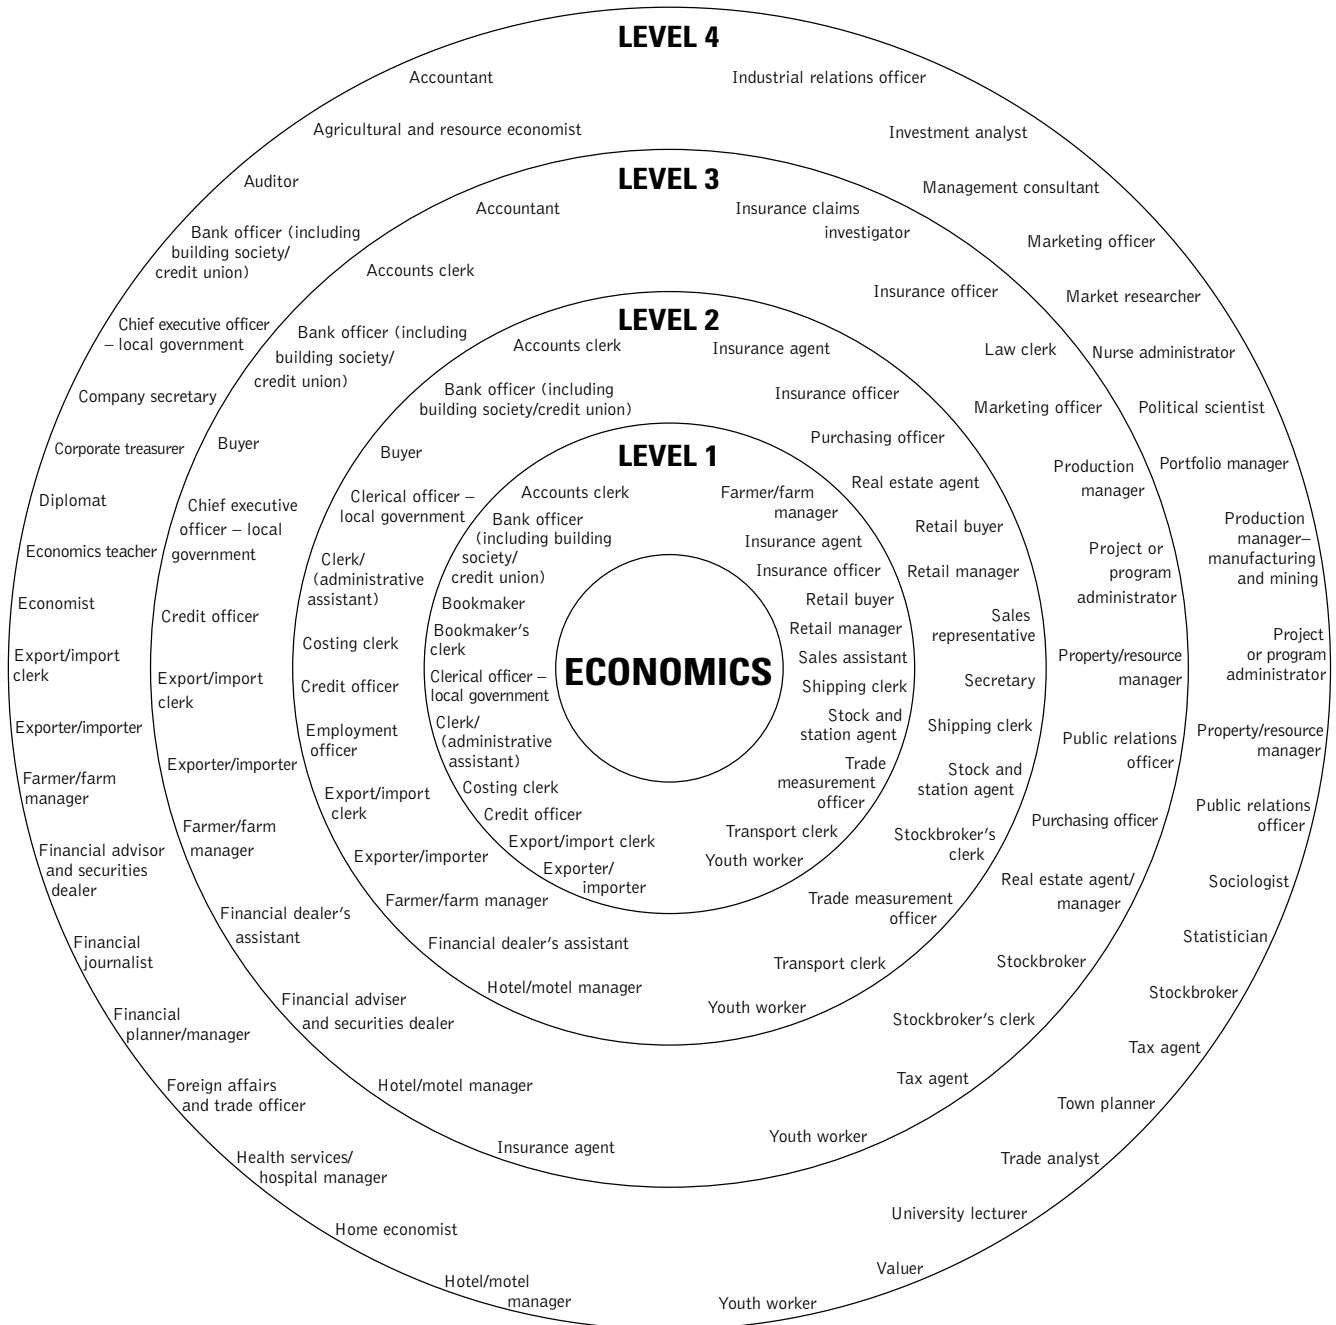 LEVEL 4
Accountant
Agricultural and resource economist
Auditor
Bank officer (including
building society/
credit union)
Chief executive officer
– local government
Company secretary
Corporate treasurer
Diplomat
Economics teacher
Economist
Export/import
clerk
Exporter/importer
Farmer/farm
manager
Financial advisor
and securities
dealer
Financial
journalist
Financial
planner/manager
Foreign affairs
and trade officer
Health services/
hospital manager
Home economist
Hotel/motel
manager
Industrial relations officer
Investment analyst
Management consultant
Marketing officer
Market researcher
Nurse administrator
Political scientist
Portfolio manager
Production
manager–
manufacturing
and mining
Project
or program
administrator
Property/resource
manager
Public relations
officer
Sociologist
Statistician
Stockbroker
Tax agent
Town planner
Trade analyst
University lecturer
Valuer
Youth worker
LEVEL 3
Accountant
Accounts clerk
Bank officer (including
building society/
credit union)
Buyer
Chief executive
officer – local
government
Credit officer
Export/import
clerk
Exporter/importer
Farmer/farm
manager
Financial dealer's
assistant
Financial adviser
and securities dealer
Hotel/motel manager
Insurance agent
Insurance claims
investigator
Insurance officer
Law clerk
Marketing officer
Production
manager
Project or
program
administrator
Property/resource
manager
Public relations
officer
Purchasing officer
Real estate agent/
manager
Stockbroker
Stockbroker's clerk
Tax agent
Youth worker
LEVEL 2
Accounts clerk
Bank officer (including
building society/credit union)
Buyer
Clerical officer –
local government
Clerk/
(administrative
assistant)
Costing clerk
Credit officer
Employment
officer
Export/import
clerk
Exporter/importer
Farmer/farm manager
Financial dealer's assistant
Hotel/motel manager
Insurance agent
Insurance officer
Purchasing officer
Real estate agent
Retail buyer
Retail manager
Sales
representative
Secretary
Shipping clerk
Stock and
station agent
Stockbroker's
clerk
Trade measurement
officer
Transport clerk
Youth worker
LEVEL 1
Accounts clerk
Bank officer
(including building
society/
credit union)
Bookmaker
Bookmaker's
clerk
Clerical officer –
local government
Clerk/
(administrative
assistant)
Costing clerk
Credit officer
Export/import clerk
Exporter/
importer
Farmer/farm
manager
Insurance agent
Insurance officer
Retail buyer
Retail manager
Sales assistant
Shipping clerk
Stock and
station agent
Trade
measurement
officer
Transport clerk
Youth worker
ECONOMICS